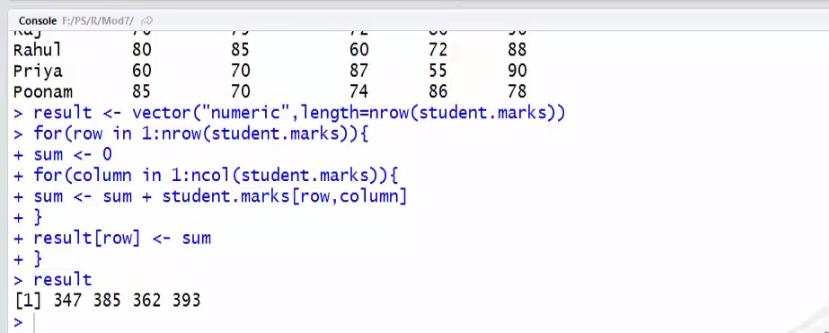 Console F:/PS/R/Mod7/
Rahul 80 85 60 72 88
Priya 60 70 87 55 90
Poonam 85 70 74 86 78
> result <- vector("numeric",length=nrow(student.marks))
> for(row in 1:nrow(student.marks)){
+ sum <- 0
+ for(column in 1:ncol(student.marks)){
+ sum <- sum + student.marks[row,column]
+ }
+ result[row] <- sum
+ }
> result
[1] 347 385 362 393
>